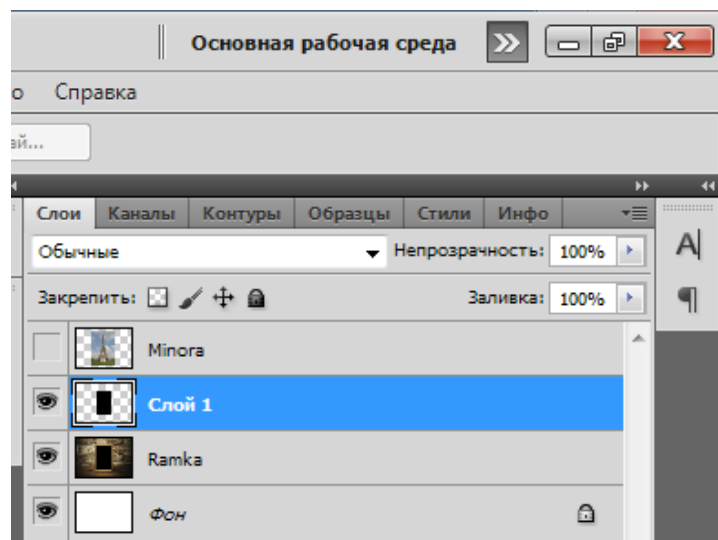 Основная рабочая среда
о Справка
ай...
Слои Каналы Контуры Образцы Стили Инфо
Обычные Непрозрачность: 100%
Закрепить: Заливка: 100%
Minora
Слой 1
Ramka
Фон